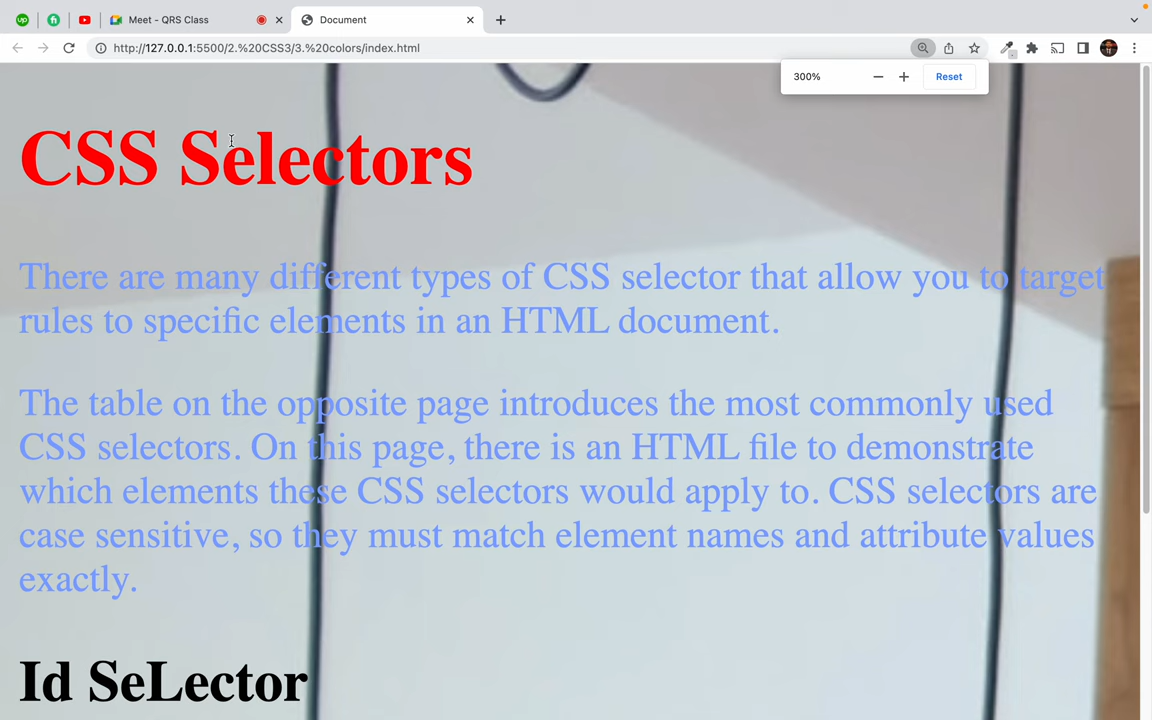 Meet - QRS Class
Document
http://127.0.0.1:5500/2.%20CSS3/3.%20colors/index.html
300%
Reset
CSS Selectors
There are many different types of CSS selector that allow you to target
rules to specific elements in an HTML document.
The table on the opposite page introduces the most commonly used
CSS selectors. On this page, there is an HTML file to demonstrate
which elements these CSS selectors would apply to. CSS selectors are
case sensitive, so they must match element names and attribute values
exactly.
Id SeLector